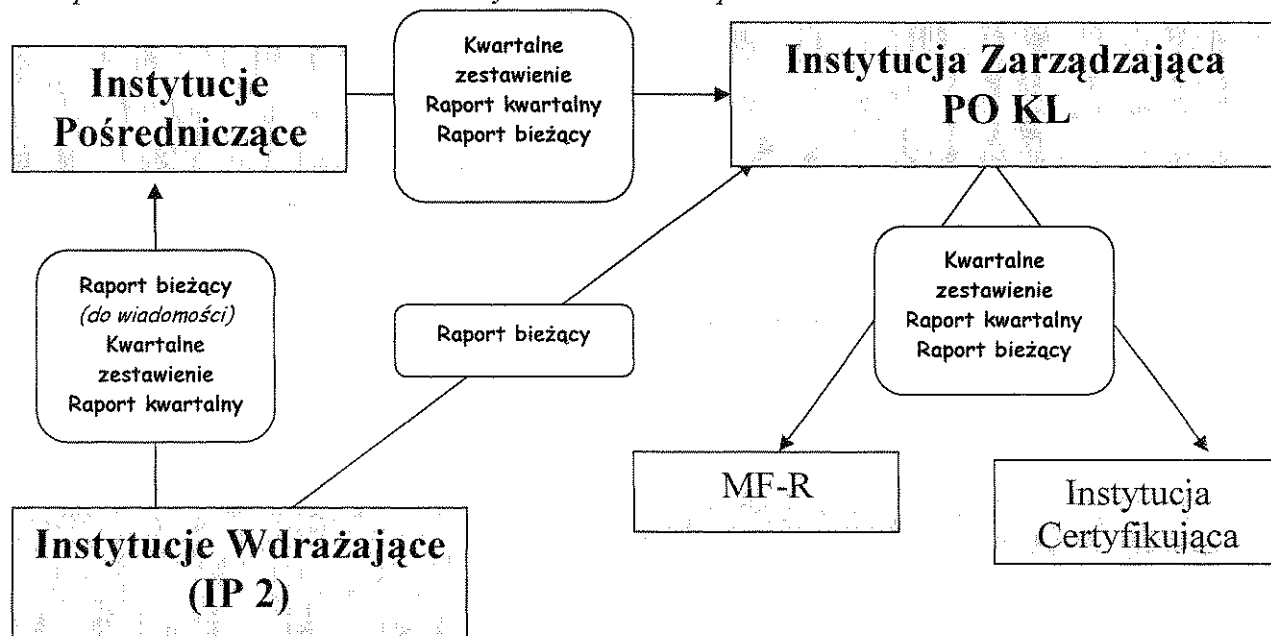 Instytucje
Pośredniczące
Kwartalne
zestawienie
Raport kwartalny
Raport bieżący
Instytucja Zarządzająca
PO KL
Raport bieżący
(do wiadomości)
Kwartalne
zestawienie
Raport kwartalny
Raport bieżący
Kwartalne
zestawienie
Raport kwartalny
Raport bieżący
MF-R
Instytucja
Certyfikująca
Instytucje Wdrażające
(IP 2)